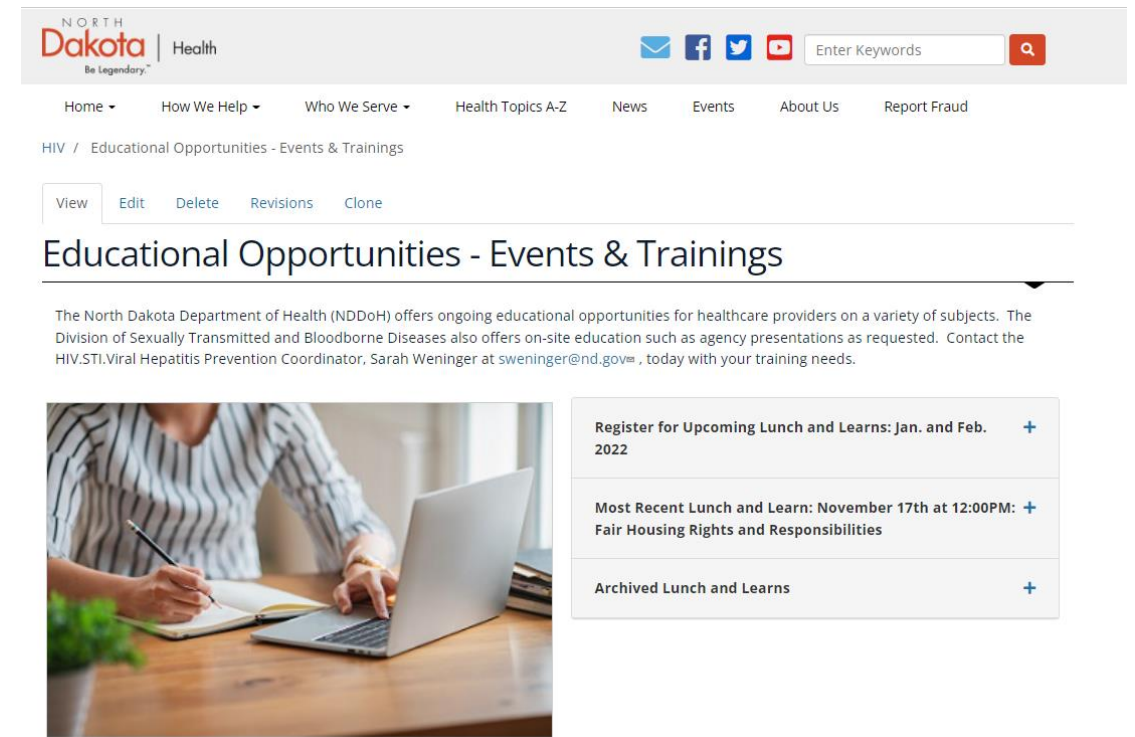 NORTH
Dakota | Health
Be Legendary.™
Enter Keywords
Home How We Help Who We Serve Health Topics A-Z News Events About Us Report Fraud
HIV / Educational Opportunities - Events & Trainings
View Edit Delete Revisions Clone
Educational Opportunities - Events & Trainings
The North Dakota Department of Health (NDDoH) offers ongoing educational opportunities for healthcare providers on a variety of subjects. The
Division of Sexually Transmitted and Bloodborne Diseases also offers on-site education such as agency presentations as requested. Contact the
HIV.STI.Viral Hepatitis Prevention Coordinator, Sarah Weninger at sweninger@nd.gov , today with your training needs.
Register for Upcoming Lunch and Learns: Jan. and Feb. +
2022
Most Recent Lunch and Learn: November 17th at 12:00PM: +
Fair Housing Rights and Responsibilities
Archived Lunch and Learns +